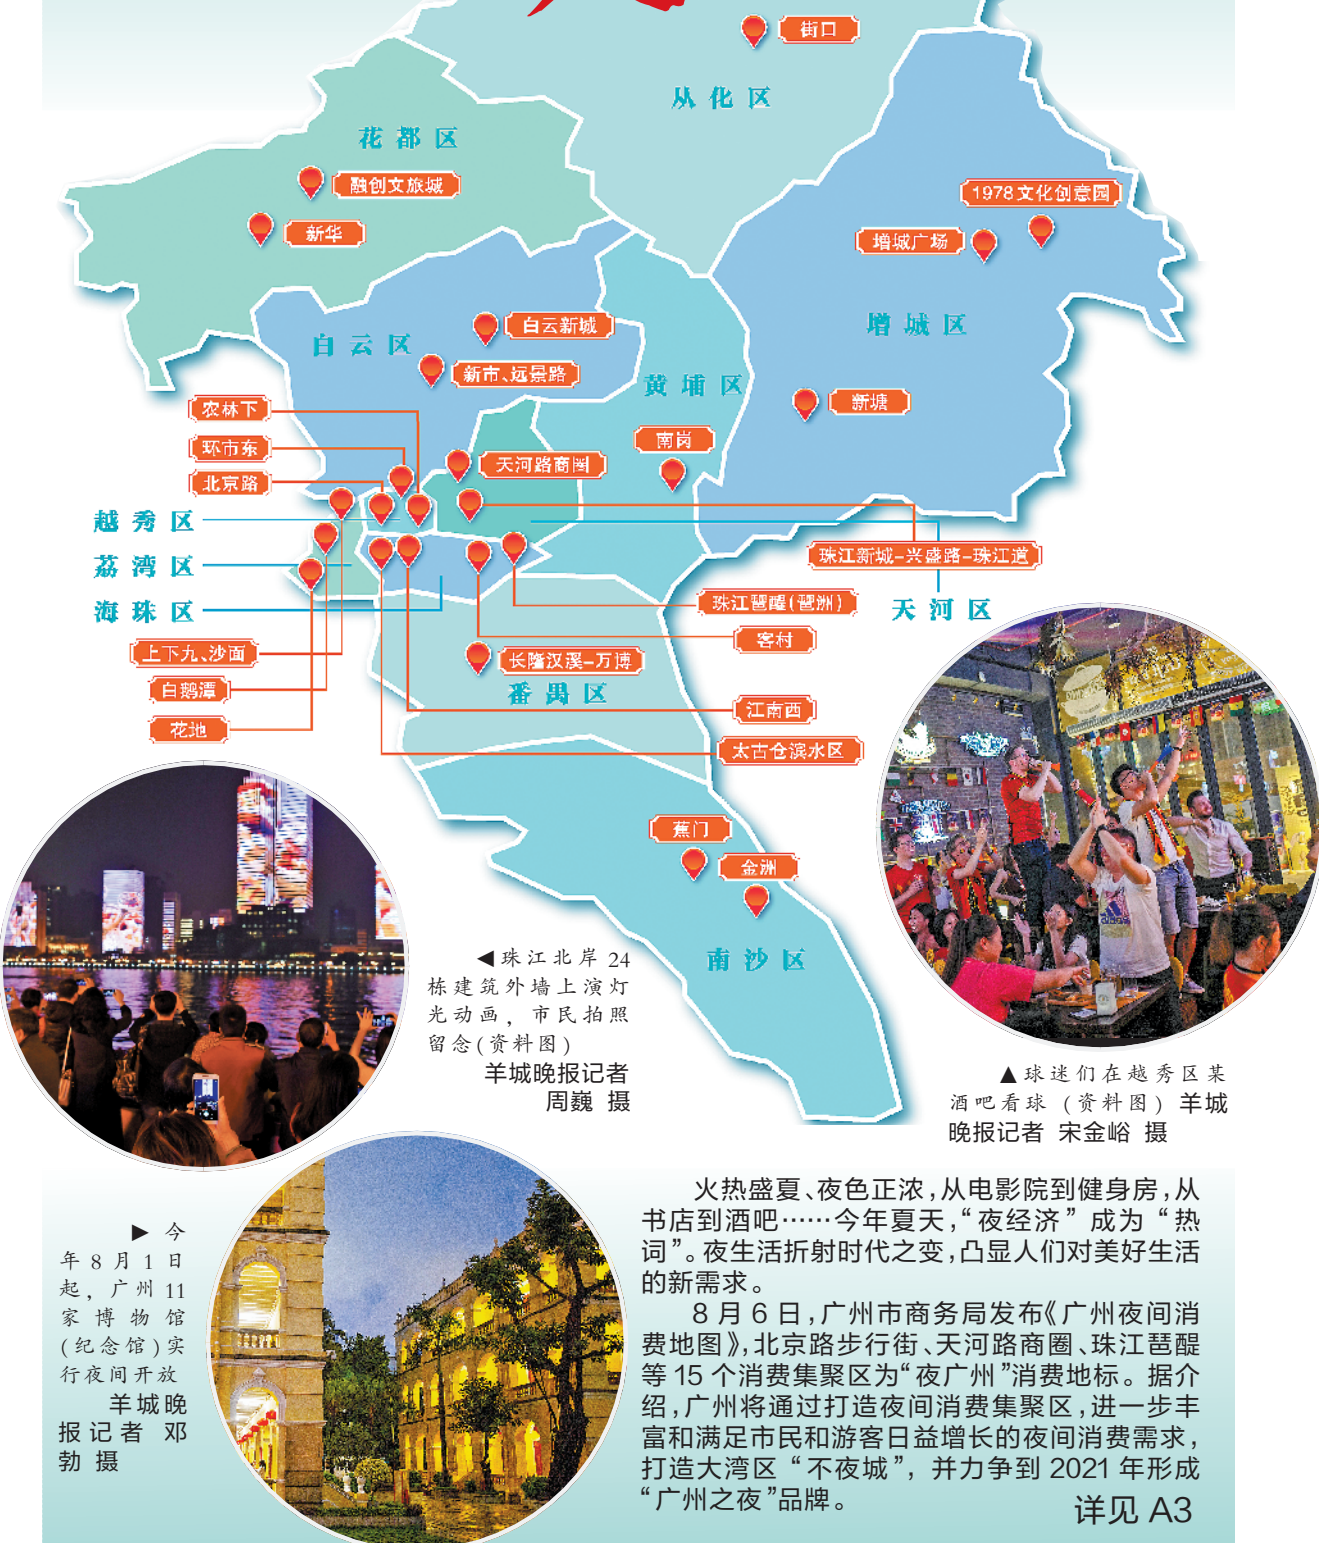 街口
从化区
花都区
融创文旅城
新华
1978文化创意园
增城广场
增城区
白云新城
白云区
新市、远景路
黄埔区
新塘
农林下
南岗
环市东
天河路商圈
北京路
越秀区
珠江新城-兴盛路-珠江道
荔湾区
海珠区
珠江琶醍(琶洲)
天河区
客村
上下九、沙面
长隆汉溪-万博
番禺区
白鹅潭
江南西
花地
太古仓滨水区
蕉门
金洲
南沙区
◀珠江北岸24
栋建筑外墙上演灯
光动画，市民拍照
留念(资料图)
羊城晚报记者
周巍 摄
▲球迷们在越秀区某
酒吧看球(资料图) 羊城
晚报记者 宋金峪 摄
▶今
年8月1日
起，广州11
家博物馆
(纪念馆)实
行夜间开放
羊城晚
报记者 邓
勃 摄
火热盛夏、夜色正浓，从电影院到健身房，从
书店到酒吧……今年夏天，“夜经济”成为“热
词”。夜生活折射时代之变，凸显人们对美好生活
的新需求。
8月6日，广州市商务局发布《广州夜间消
费地图》，北京路步行街、天河路商圈、珠江琶醍
等15个消费集聚区为“夜广州”消费地标。据介
绍，广州将通过打造夜间消费集聚区，进一步丰
富和满足市民和游客日益增长的夜间消费需求，
打造大湾区“不夜城”，并力争到2021年形成
“广州之夜”品牌。
详见A3